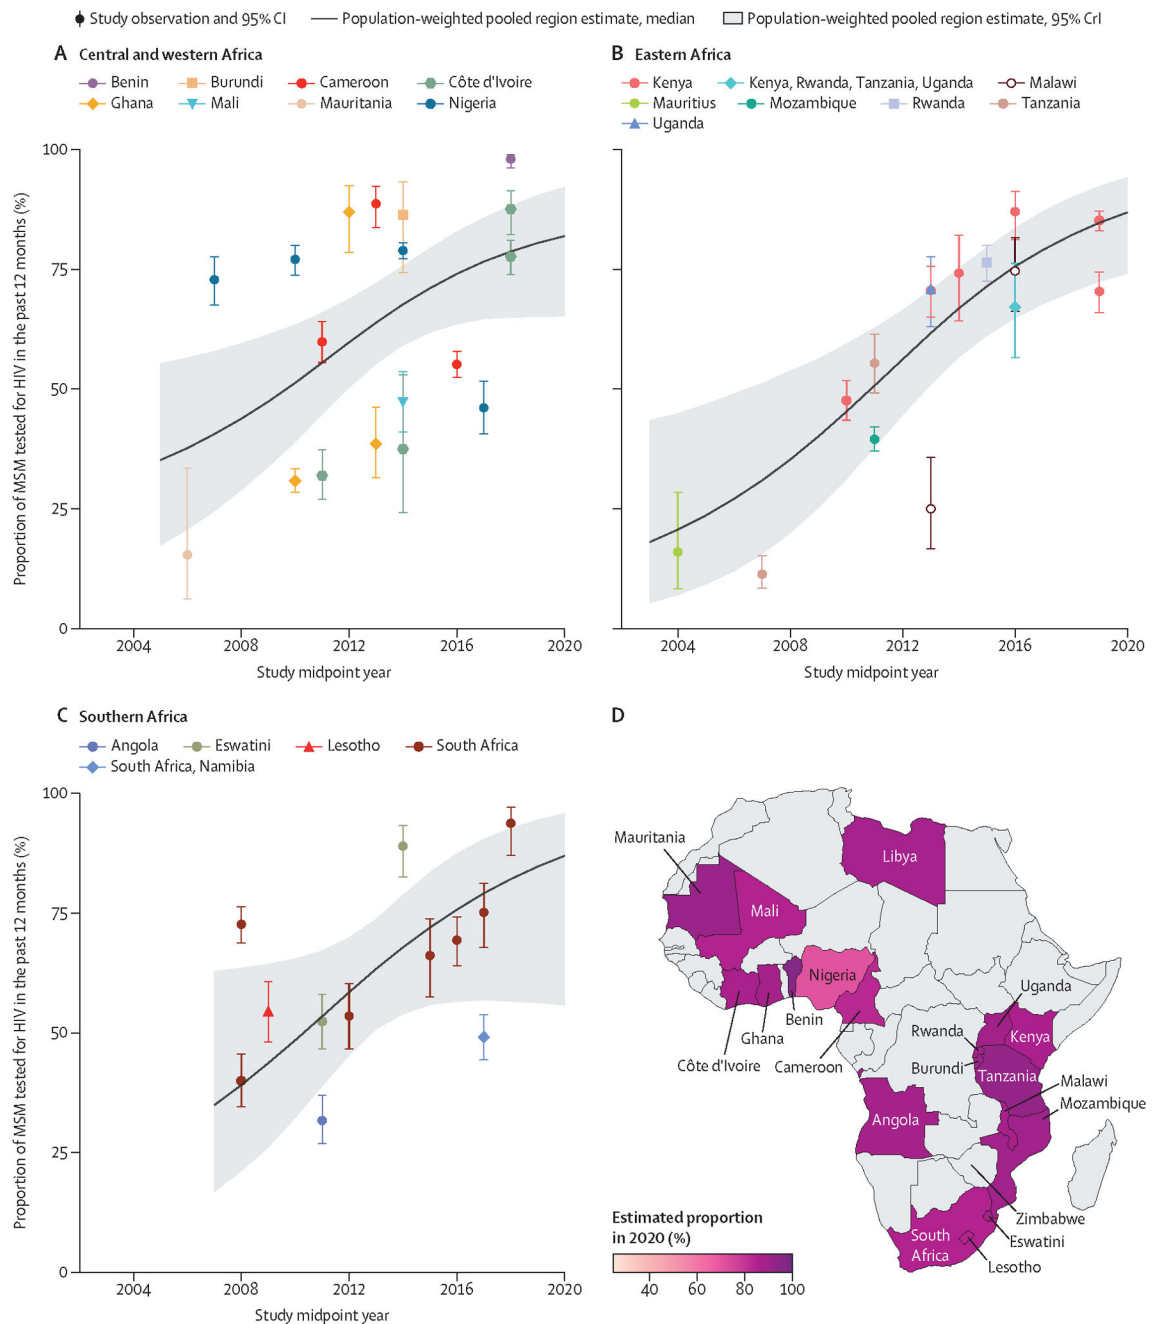 Study observation and 95% CI
Population-weighted pooled region estimate, median
Population-weighted pooled region estimate, 95% CrI
A Central and western Africa
Benin
Burundi
Cameroon
Côte d'Ivoire
Ghana
Mali
Mauritania
Nigeria
Proportion of MSM tested for HIV in the past 12 months (%)
100
75
50
25
0
2004
2008
2012
2016
2020
Study midpoint year
B Eastern Africa
Kenya
Kenya, Rwanda, Tanzania, Uganda
Malawi
Mauritius
Mozambique
Rwanda
Tanzania
Uganda
2004
2008
2012
2016
2020
Study midpoint year
C Southern Africa
Angola
Eswatini
Lesotho
South Africa
South Africa, Namibia
Proportion of MSM tested for HIV in the past 12 months (%)
100
75
50
25
0
2004
2008
2012
2016
2020
Study midpoint year
D
Mauritania
Libya
Mali
Nigeria
Benin
Ghana
Côte d'Ivoire
Cameroon
Uganda
Rwanda
Kenya
Burundi
Tanzania
Malawi
Mozambique
Angola
Zimbabwe
South
Africa
Eswatini
Lesotho
Estimated proportion
in 2020 (%)
40
60
80
100